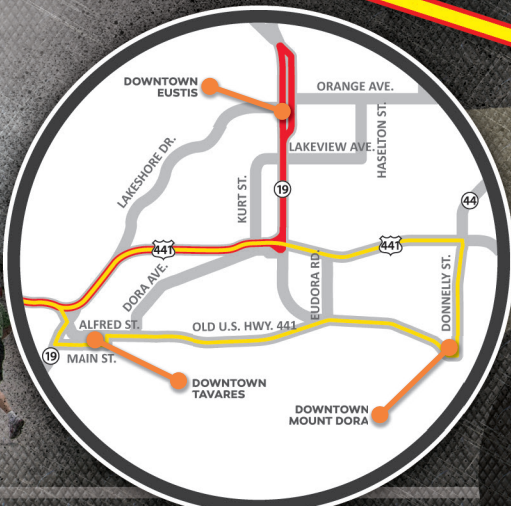 DOWNTOWN
EUSTIS
ORANGE AVE.
HASELTON ST.
LAKEVIEW AVE.
LAKESHORE DR.
KURT ST.
19
44
441
441
DORA AVE.
EUDORA RD.
DONNELLY ST.
ALFRED ST.
OLD U.S. HWY. 441
19
MAIN ST.
DOWNTOWN
TAVARES
DOWNTOWN
MOUNT DORA